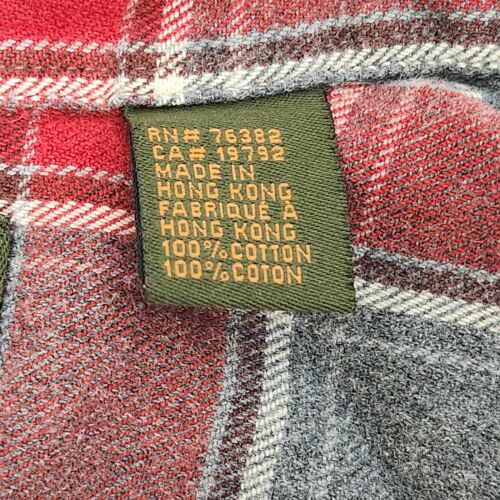 RN# 76382
CA# 19792
MADE IN
HONG KONG
FABRIQUÉ À
HONG KONG
100%COTTON
100%COTON